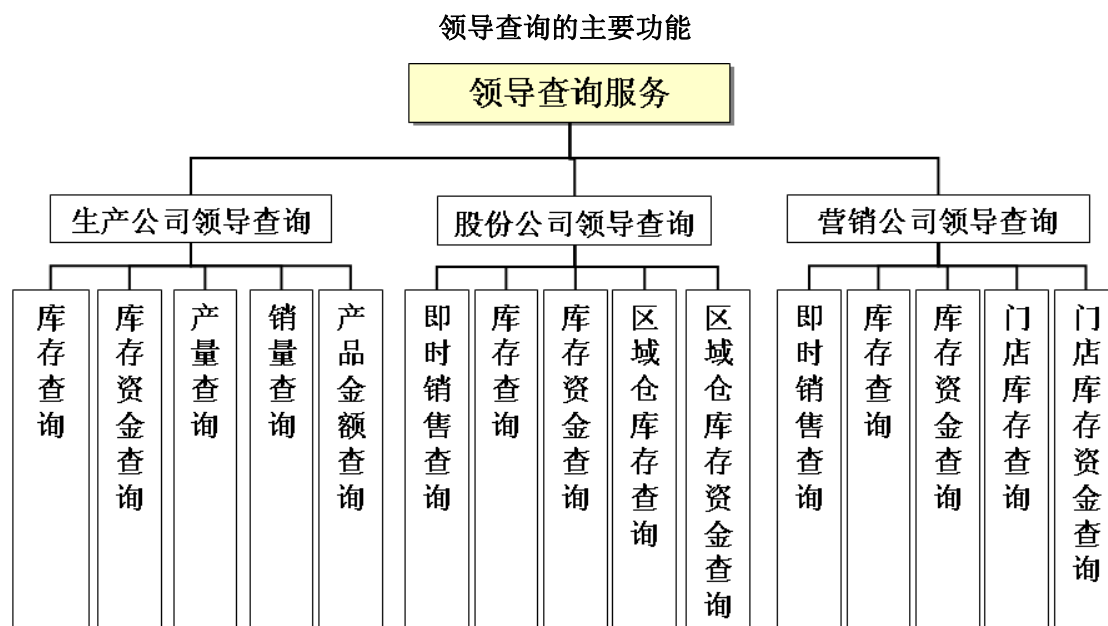 领导查询的主要功能
领导查询服务
生产公司领导查询
股份公司领导查询
营销公司领导查询
库存查询
库存资金查询
产量查询
销量查询
产品金额查询
即时销售查询
库存查询
库存资金查询
区域仓库存查询
区域仓库存资金查询
即时销售查询
库存查询
库存资金查询
门店库存查询
门店库存资金查询